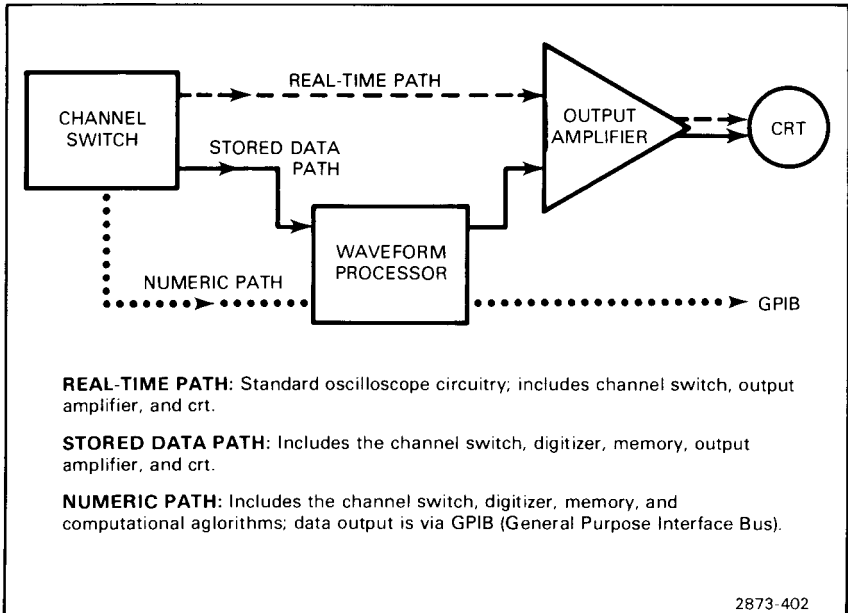 REAL-TIME PATH
CHANNEL
SWITCH
OUTPUT
AMPLIFIER
CRT
STORED DATA
PATH
WAVEFORM
PROCESSOR
NUMERIC PATH
GPIB
REAL-TIME PATH: Standard oscilloscope circuitry; includes channel switch, output
amplifier, and crt.
STORED DATA PATH: Includes the channel switch, digitizer, memory, output
amplifier, and crt.
NUMERIC PATH: Includes the channel switch, digitizer, memory, and
computational aglorithms; data output is via GPIB (General Purpose Interface Bus).
2873-402